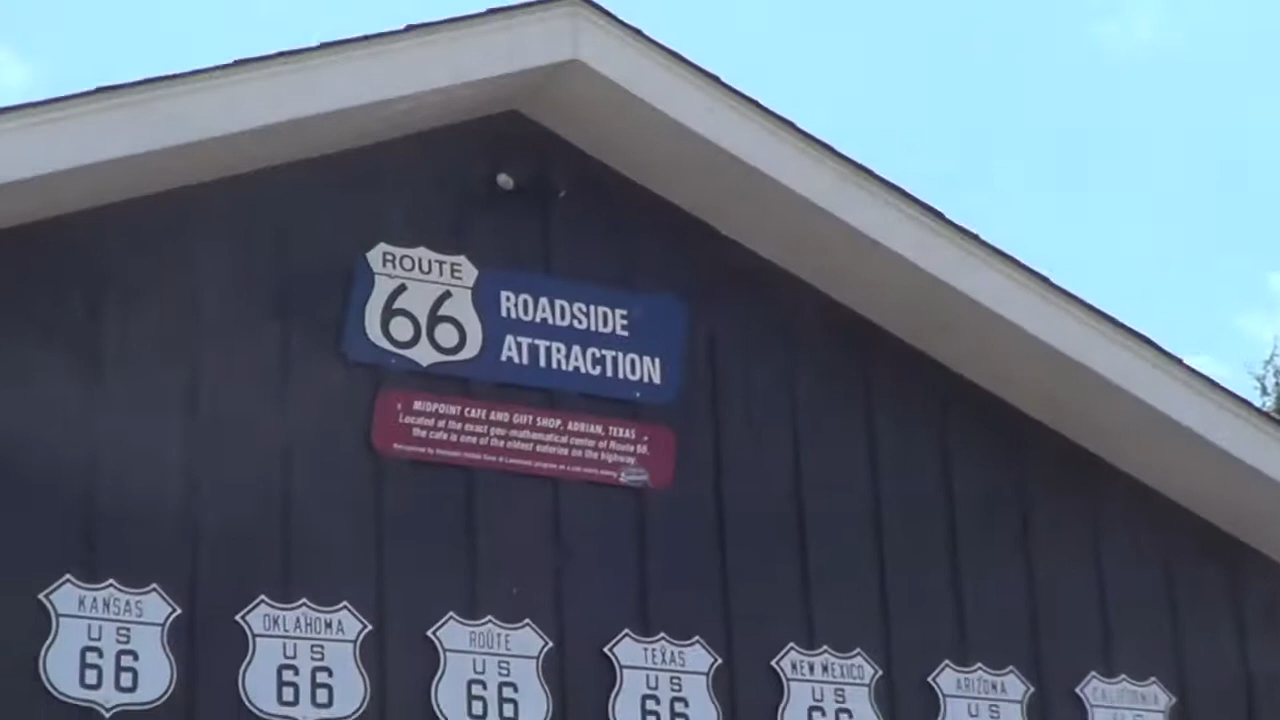 ROUTE
66
ROADSIDE
ATTRACTION
MIDPOINT CAFE AND GIFT SHOP, ADRIAN, TEXAS
Located at the exact geo-mathematical center of Route 66,
the cafe is one of the oldest eateries on the highway.
KANSAS
US
66
OKLAHOMA
US
66
ROUTE
US
66
TEXAS
US
66
NEW MEXICO
US
66
ARIZONA
US
CALIFORNIA
US